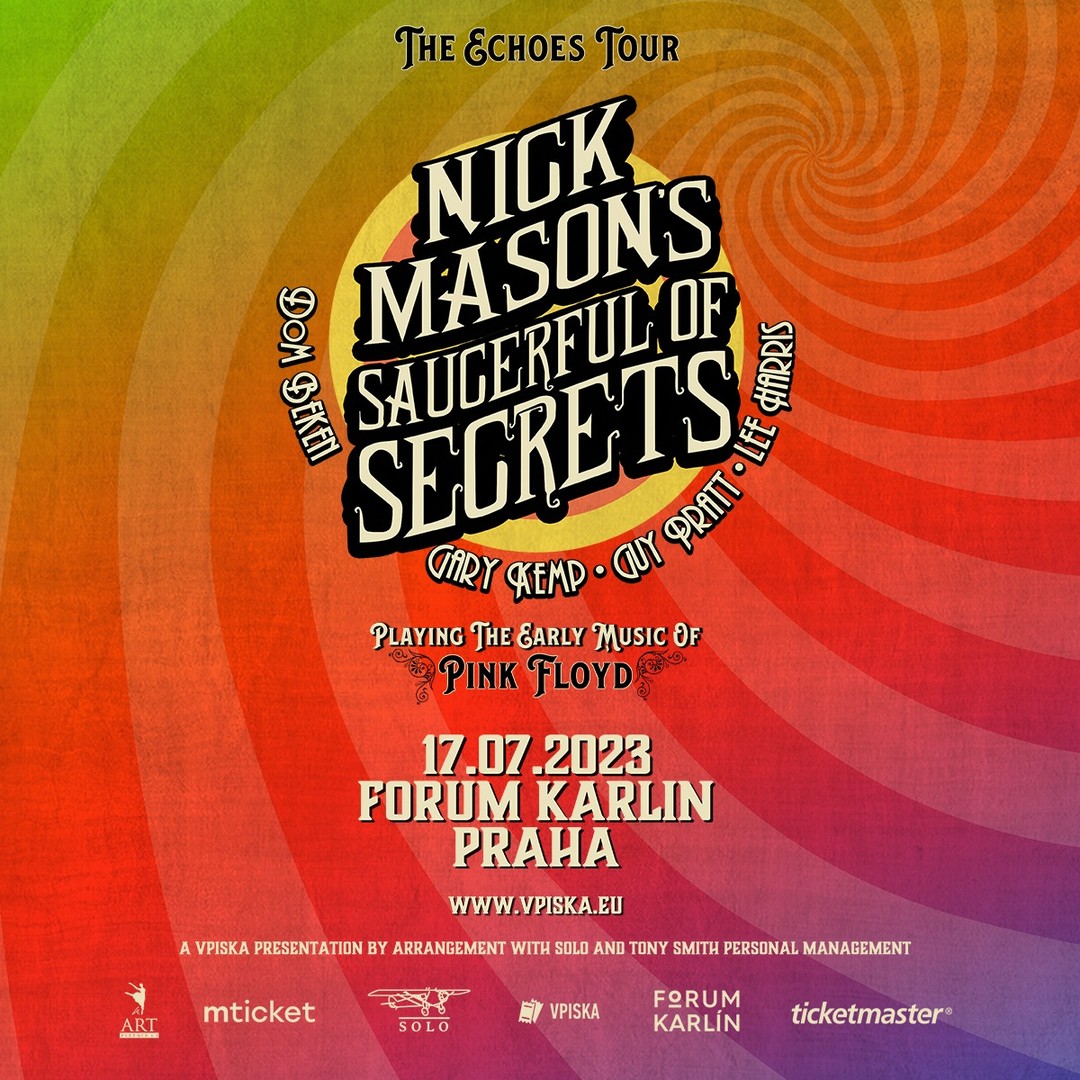 The Echoes Tour
NICK
MASON'S
SAUCERFUL OF
SECRETS
Dom Beken
Gary Kemp • Guy Pratt • Lee Harris
Playing The Early Music Of
Pink Floyd
17.07.2023
FORUM KARLIN
PRAHA
WWW.VPISKA.EU
A VPISKA PRESENTATION BY ARRANGEMENT WITH SOLO AND TONY SMITH PERSONAL MANAGEMENT
ART
mticket
SOLO
VPISKA
FORUM
KARLÍN
ticketmaster®